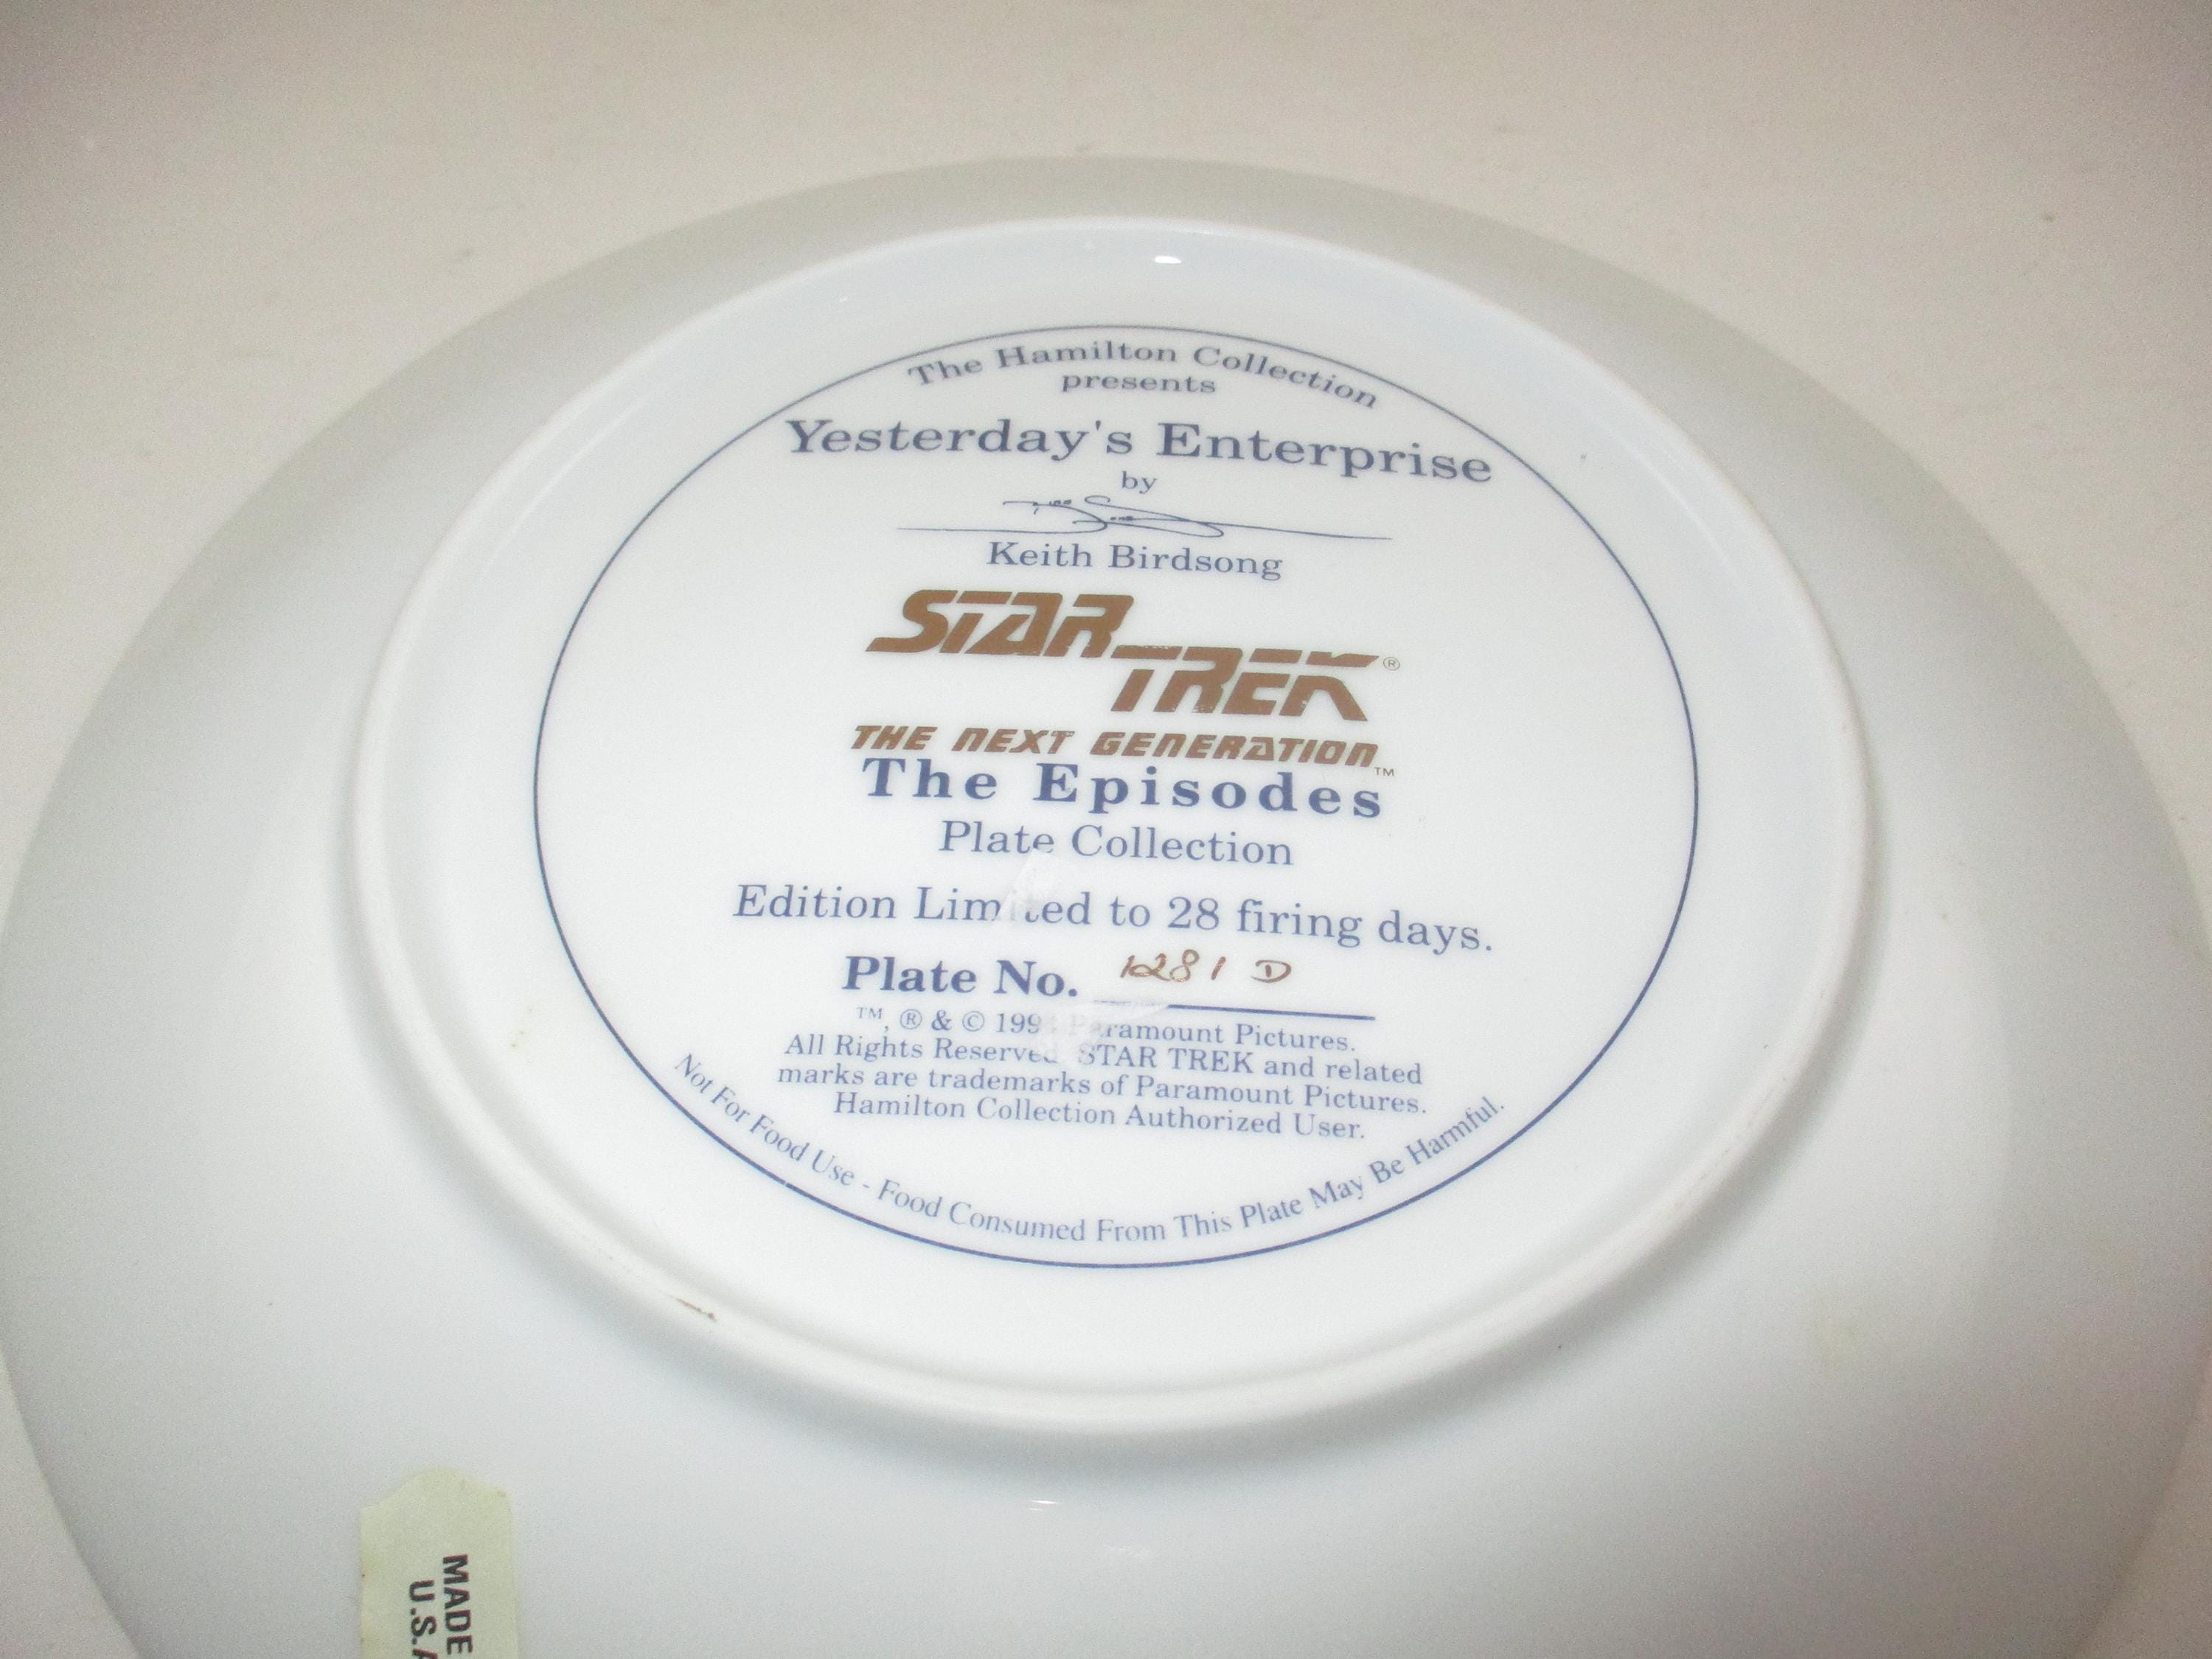 The Hamilton Collection
presents
Yesterday's Enterprise
by
Keith Birdsong
STAR
TREK®
THE NEXT GENERATION™
The Episodes
Plate Collection
Edition Limited to 28 firing days.
Plate No. 1281 D
™, ® & © 1994 Paramount Pictures.
All Rights Reserved. STAR TREK and related
marks are trademarks of Paramount Pictures.
Hamilton Collection Authorized User.
Not For Food Use - Food Consumed From This Plate May Be Harmful.
MADE
U.S.A